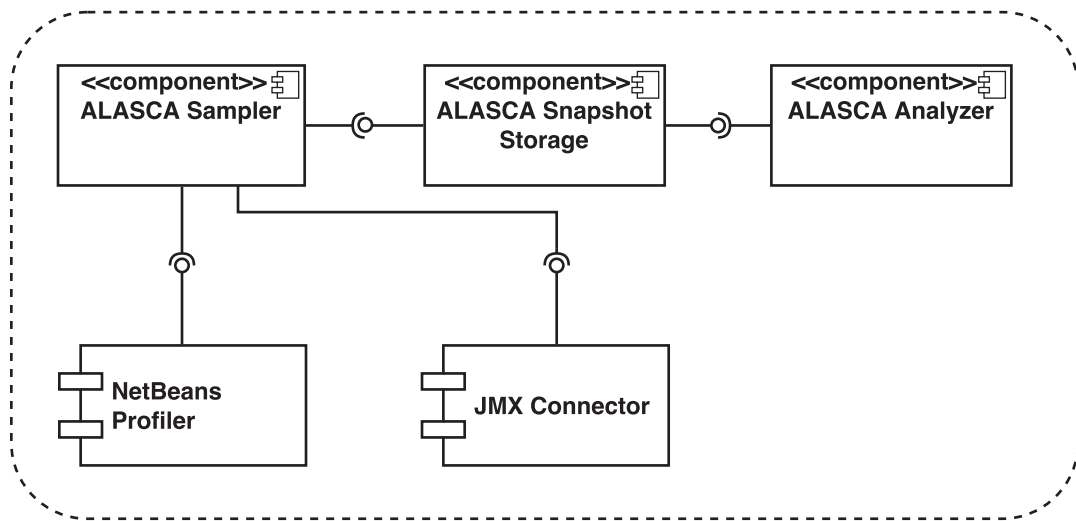 <<component>>
ALASCA Sampler
<<component>>
ALASCA Snapshot
Storage
<<component>>
ALASCA Analyzer
NetBeans
Profiler
JMX Connector